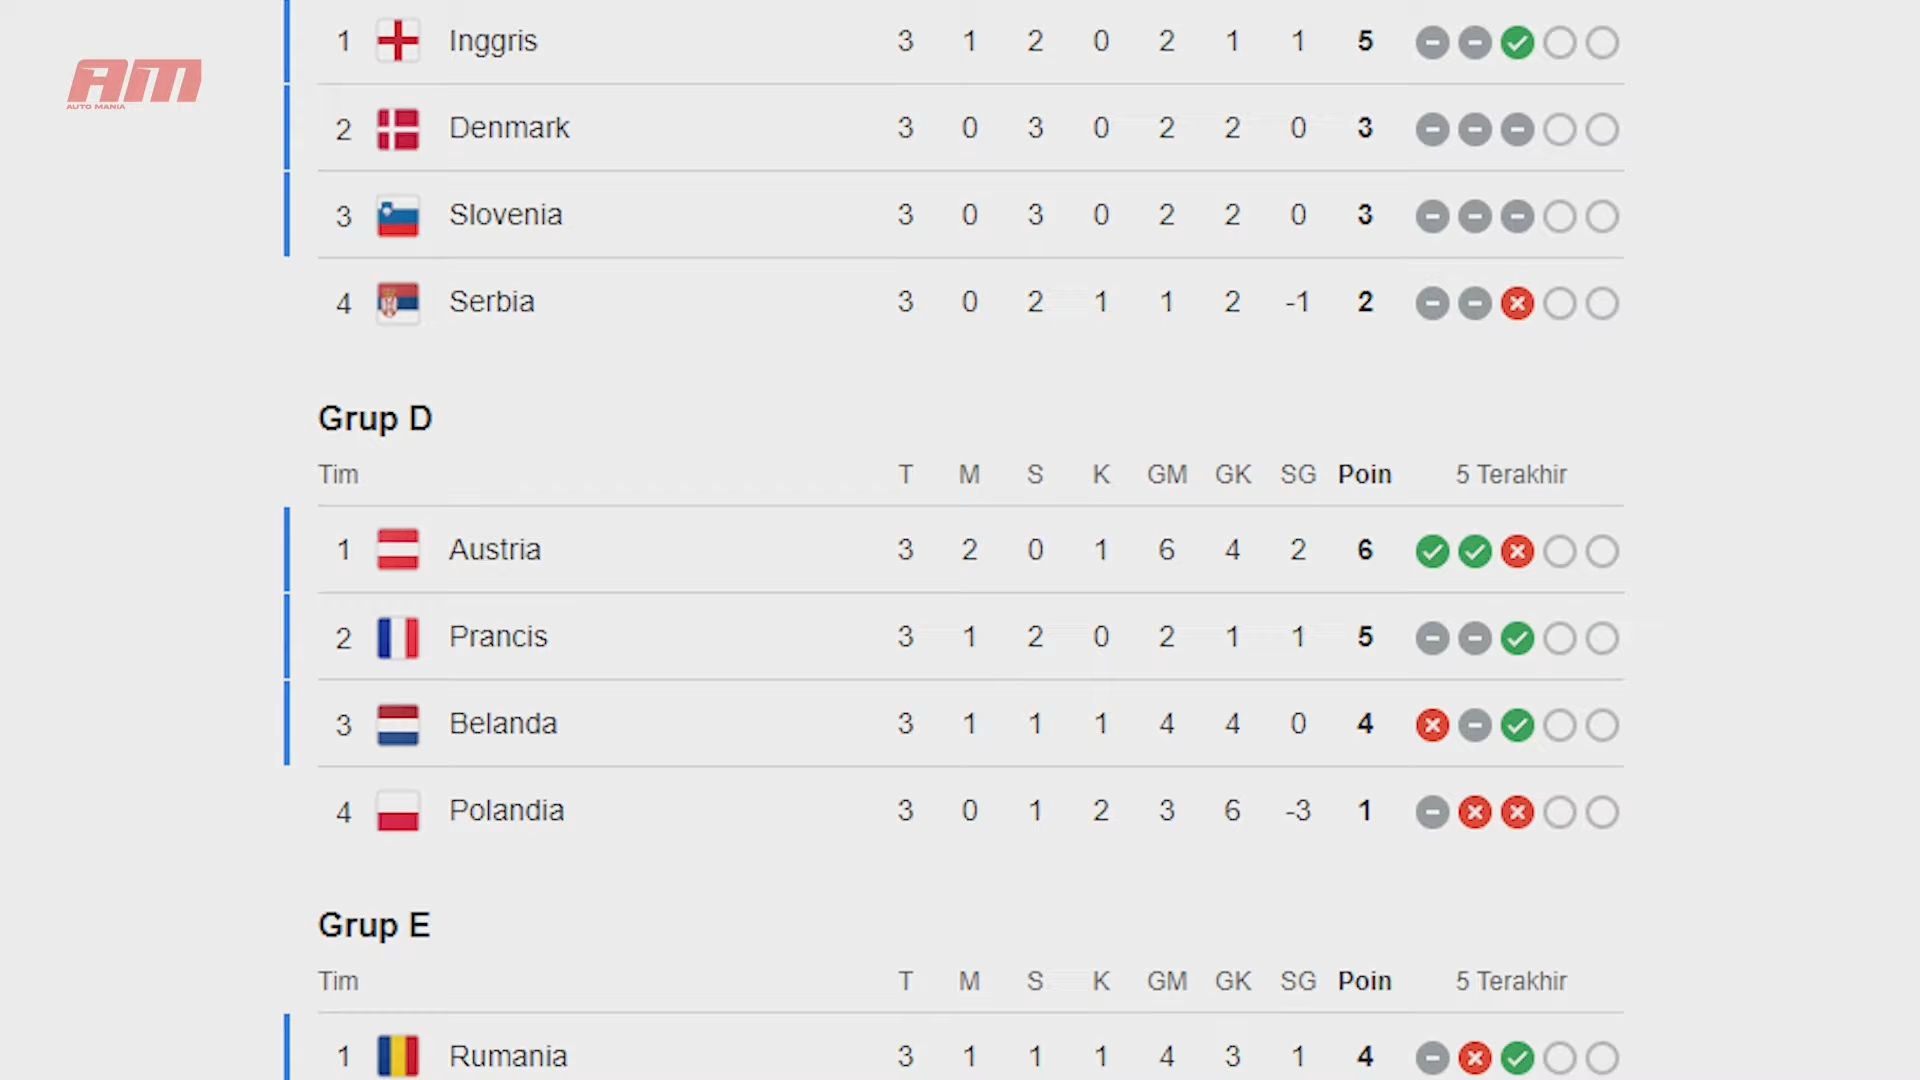 AM
AUTO MANIA
1 Inggris 3 1 2 0 2 1 1 5
2 Denmark 3 0 3 0 2 2 0 3
3 Slovenia 3 0 3 0 2 2 0 3
4 Serbia 3 0 2 1 1 2 -1 2
Grup D
Tim T M S K GM GK SG Poin 5 Terakhir
1 Austria 3 2 0 1 6 4 2 6
2 Prancis 3 1 2 0 2 1 1 5
3 Belanda 3 1 1 1 4 4 0 4
4 Polandia 3 0 1 2 3 6 -3 1
Grup E
Tim T M S K GM GK SG Poin 5 Terakhir
1 Rumania 3 1 1 1 4 3 1 4